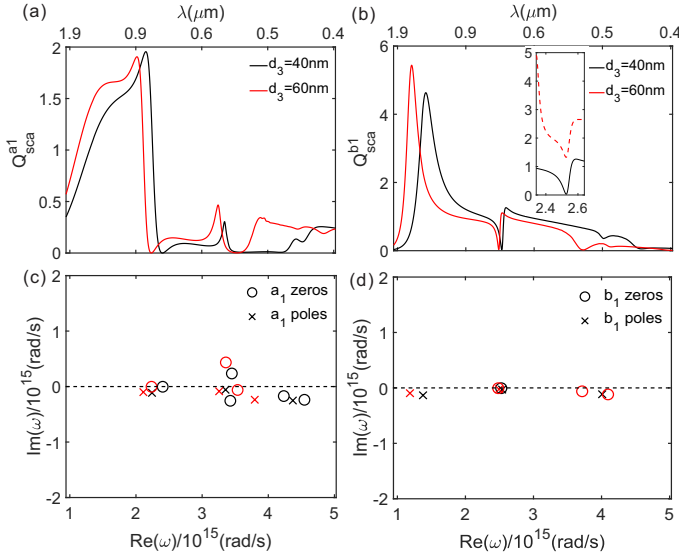 λ(μm)
λ(μm)
(a)
1.9 0.9 0.6 0.5 0.4
(b)
1.9 0.9 0.6 0.5 0.4
Q_sca^a1
2
1.5
1
0.5
0
d₃=40nm
d₃=60nm
Q_sca^b1
6
4
2
0
d₃=40nm
d₃=60nm
5
4
3
2
1
0
2.4 2.6
(c)
Im(ω)/10¹⁵(rad/s)
2
1
0
-1
-2
a₁ zeros
a₁ poles
1 2 3 4 5
Re(ω)/10¹⁵(rad/s)
(d)
Im(ω)/10¹⁵(rad/s)
2
1
0
-1
-2
b₁ zeros
b₁ poles
1 2 3 4 5
Re(ω)/10¹⁵(rad/s)